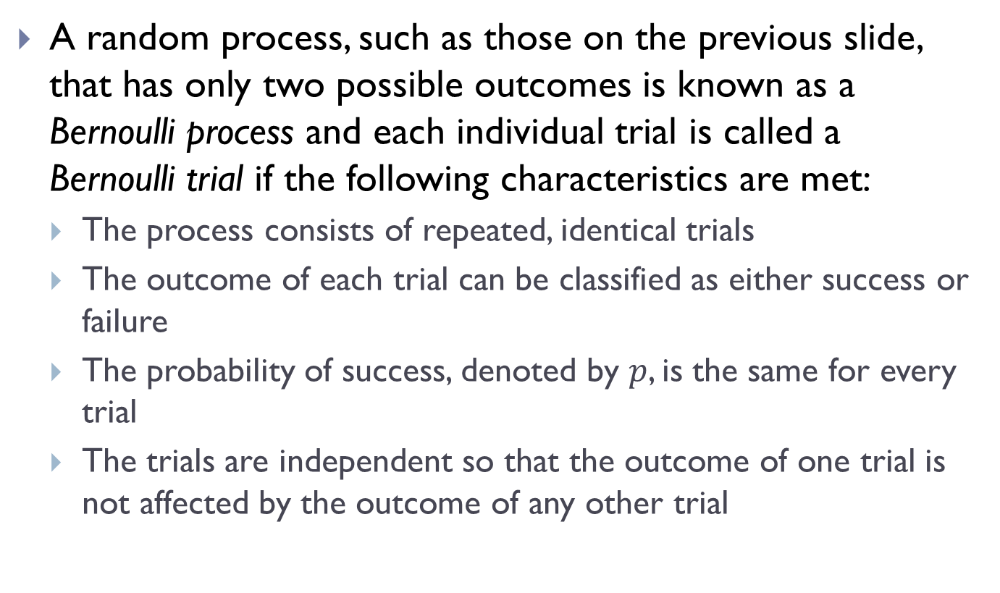 A random process, such as those on the previous slide,
that has only two possible outcomes is known as a
Bernoulli process and each individual trial is called a
Bernoulli trial if the following characteristics are met:
The process consists of repeated, identical trials
The outcome of each trial can be classified as either success or
failure
The probability of success, denoted by p, is the same for every
trial
The trials are independent so that the outcome of one trial is
not affected by the outcome of any other trial